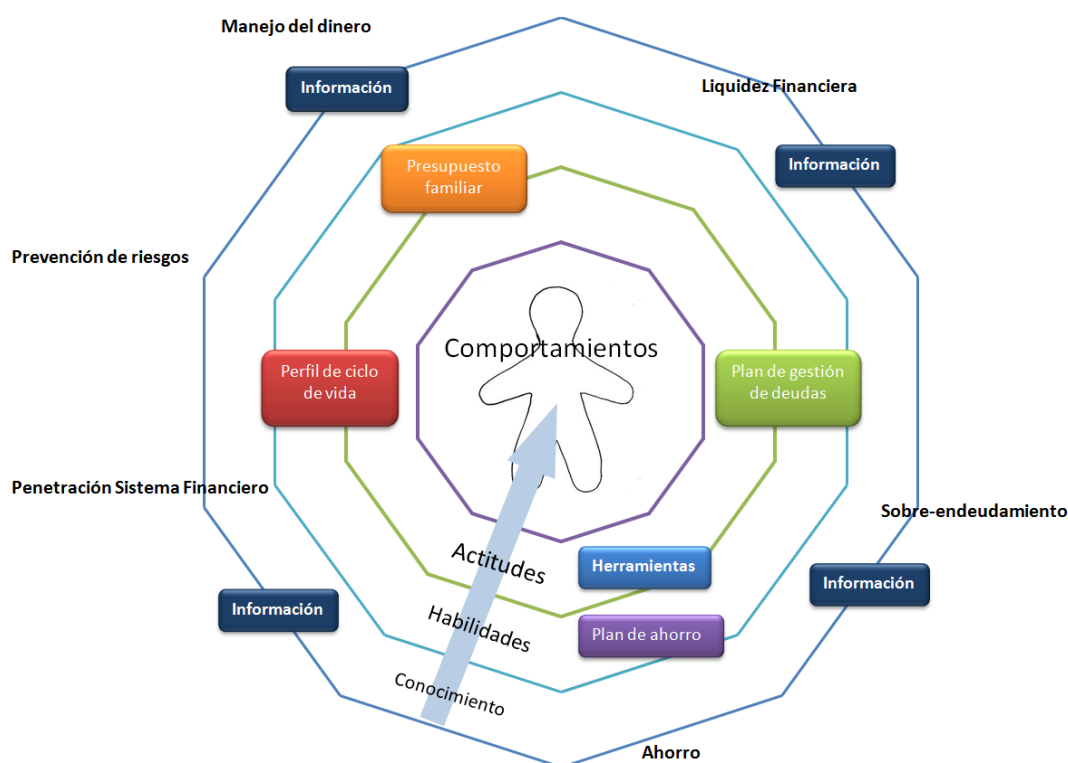 Manejo del dinero
Información
Liquidez Financiera
Información
Presupuesto
familiar
Prevención de riesgos
Comportamientos
Perfil de ciclo
de vida
Plan de gestión
de deudas
Penetración Sistema Financiero
Sobre-endeudamiento
Actitudes
Herramientas
Información
Información
Habilidades
Plan de ahorro
Conocimiento
Ahorro